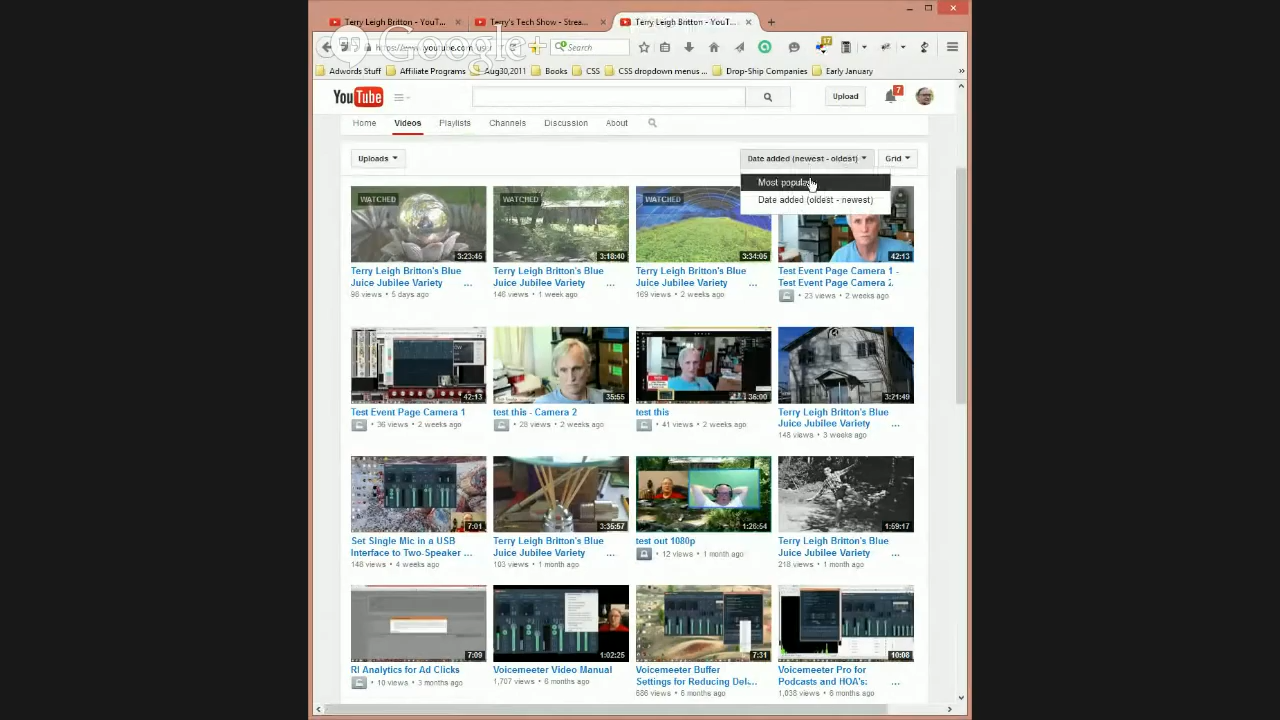 Terry Leigh Britton - YouT...
Terry's Tech Show - Strea...
Terry Leigh Britton - YouT...
Google+
youtube.com
Search
37
Adwords Stuff
Affiliate Programs
Aug30,2011
Books
CSS
CSS dropdown menus ...
Drop-Ship Companies
Early January
YouTube
Upload
7
Home
Videos
Playlists
Channels
Discussion
About
Uploads
Date added (newest - oldest)
Grid
Most popular
Date added (oldest - newest)
WATCHED
3:23:45
Terry Leigh Britton's Blue
Juice Jubilee Variety ...
96 views • 5 days ago
WATCHED
3:18:40
Terry Leigh Britton's Blue
Juice Jubilee Variety ...
146 views • 1 week ago
WATCHED
3:34:05
Terry Leigh Britton's Blue
Juice Jubilee Variety ...
169 views • 2 weeks ago
42:13
Test Event Page Camera 1 -
Test Event Page Camera 2.
• 23 views • 2 weeks ago
42:13
Test Event Page Camera 1
• 36 views • 2 weeks ago
35:55
test this - Camera 2
• 28 views • 2 weeks ago
36:00
test this
• 41 views • 2 weeks ago
3:21:49
Terry Leigh Britton's Blue
Juice Jubilee Variety ...
148 views • 3 weeks ago
7:01
Set Single Mic in a USB
Interface to Two-Speaker ...
148 views • 4 weeks ago
3:35:57
Terry Leigh Britton's Blue
Juice Jubilee Variety ...
103 views • 1 month ago
1:26:54
test out 1080p
• 12 views • 1 month ago
1:59:17
Terry Leigh Britton's Blue
Juice Jubilee Variety ...
218 views • 1 month ago
7:09
RI Analytics for Ad Clicks
• 10 views • 3 months ago
1:02:25
Voicemeeter Video Manual
1,707 views • 6 months ago
7:31
Voicemeeter Buffer
Settings for Reducing Del...
686 views • 6 months ago
10:08
Voicemeeter Pro for
Podcasts and HOA's: ...
1,038 views • 6 months ago